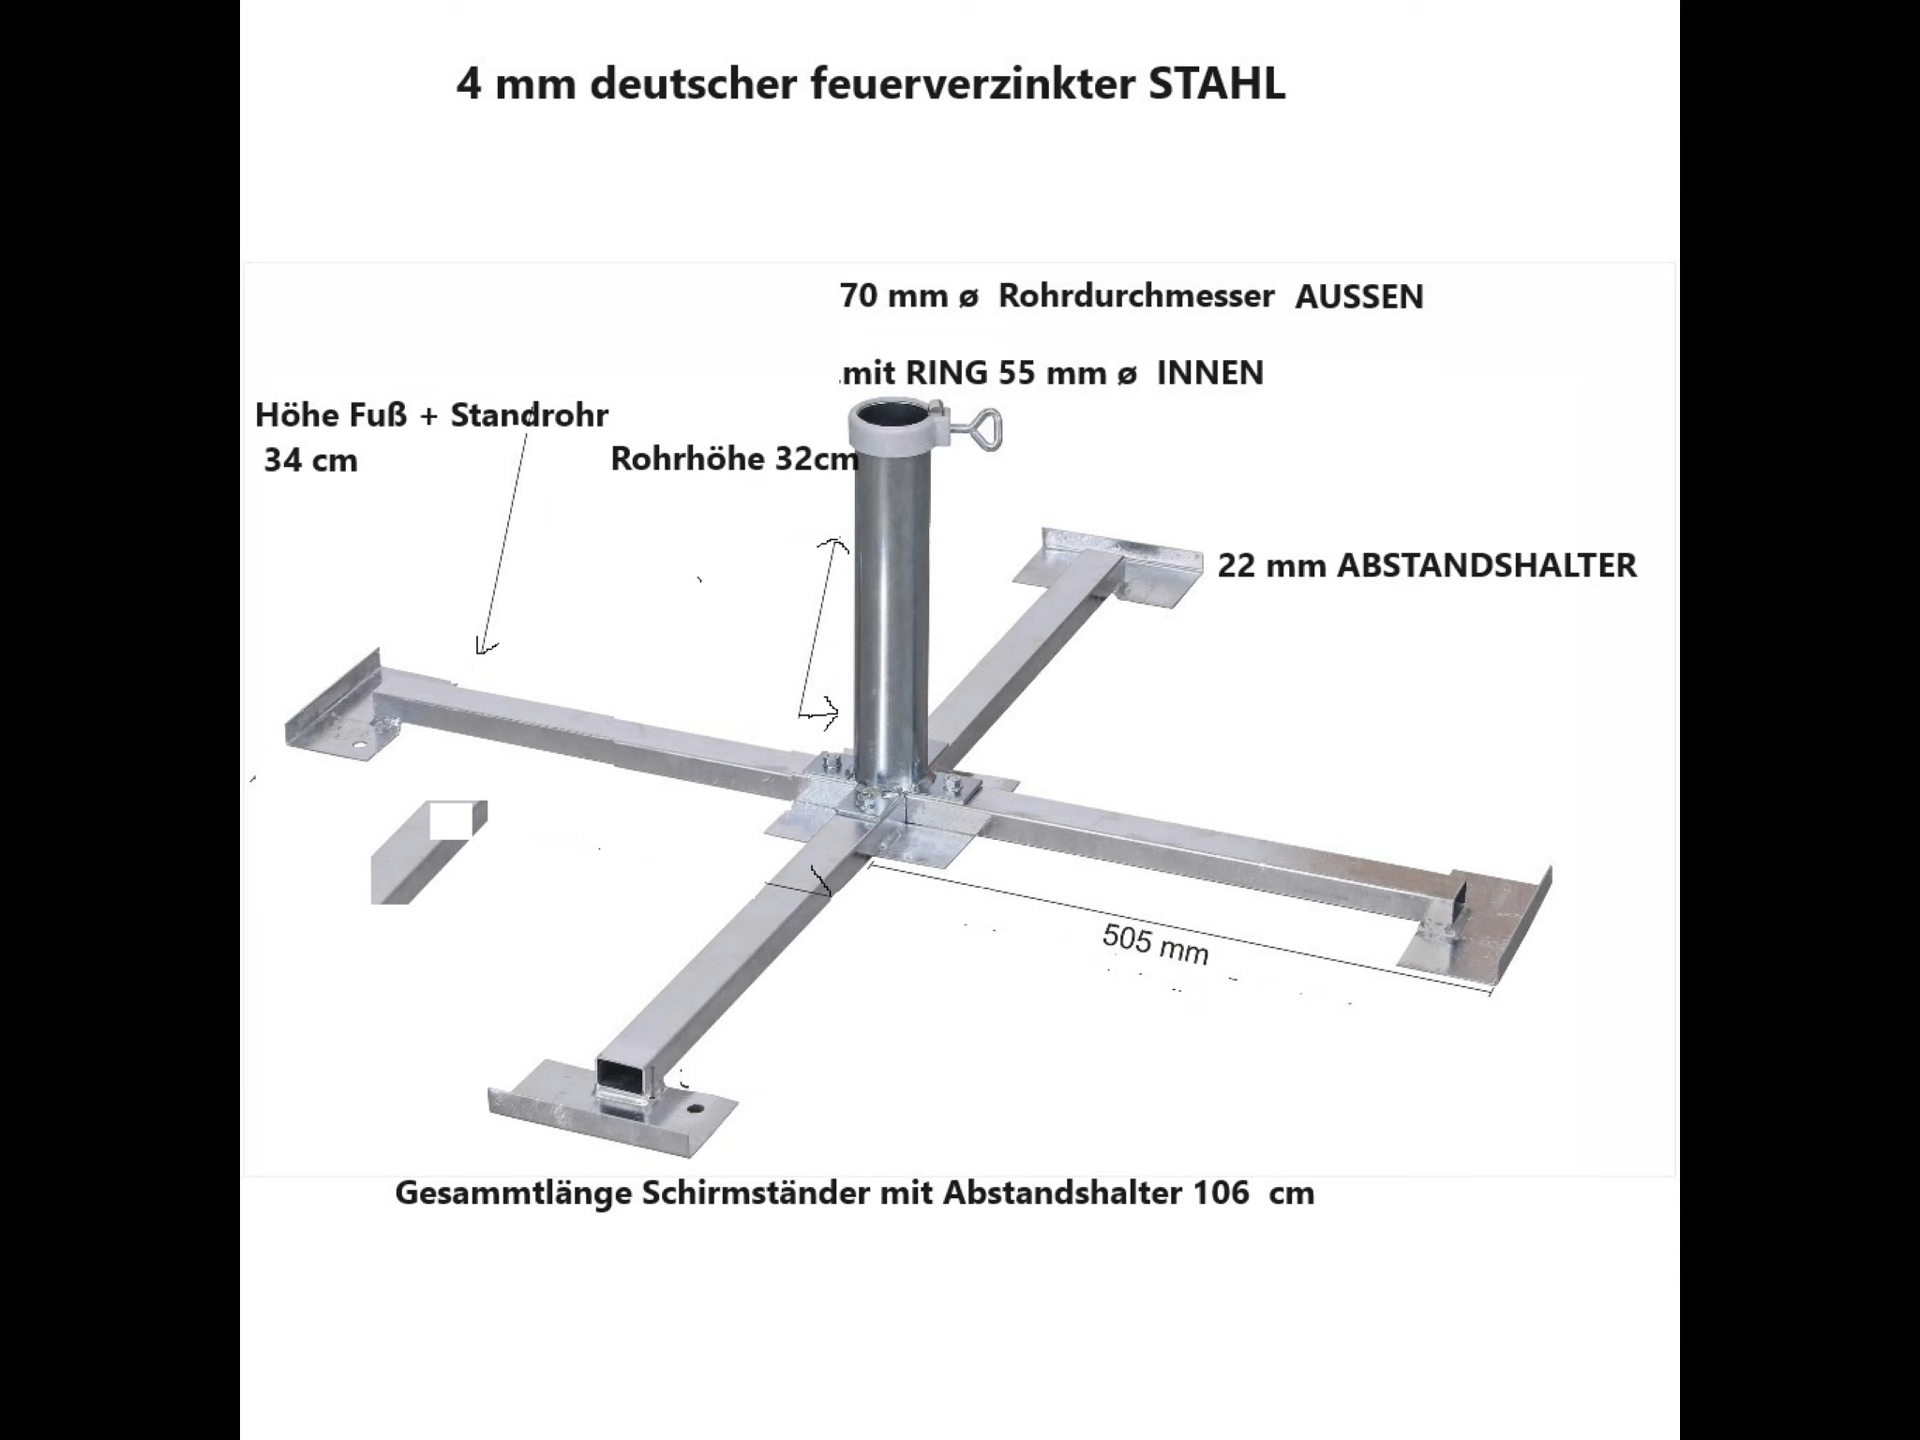 4 mm deutscher feuerverzinkter STAHL
70 mm ø Rohrdurchmesser AUSSEN
mit RING 55 mm ø INNEN
Höhe Fuß + Standrohr
34 cm
Rohrhöhe 32cm
22 mm ABSTANDSHALTER
505 mm
Gesammtlänge Schirmständer mit Abstandshalter 106 cm